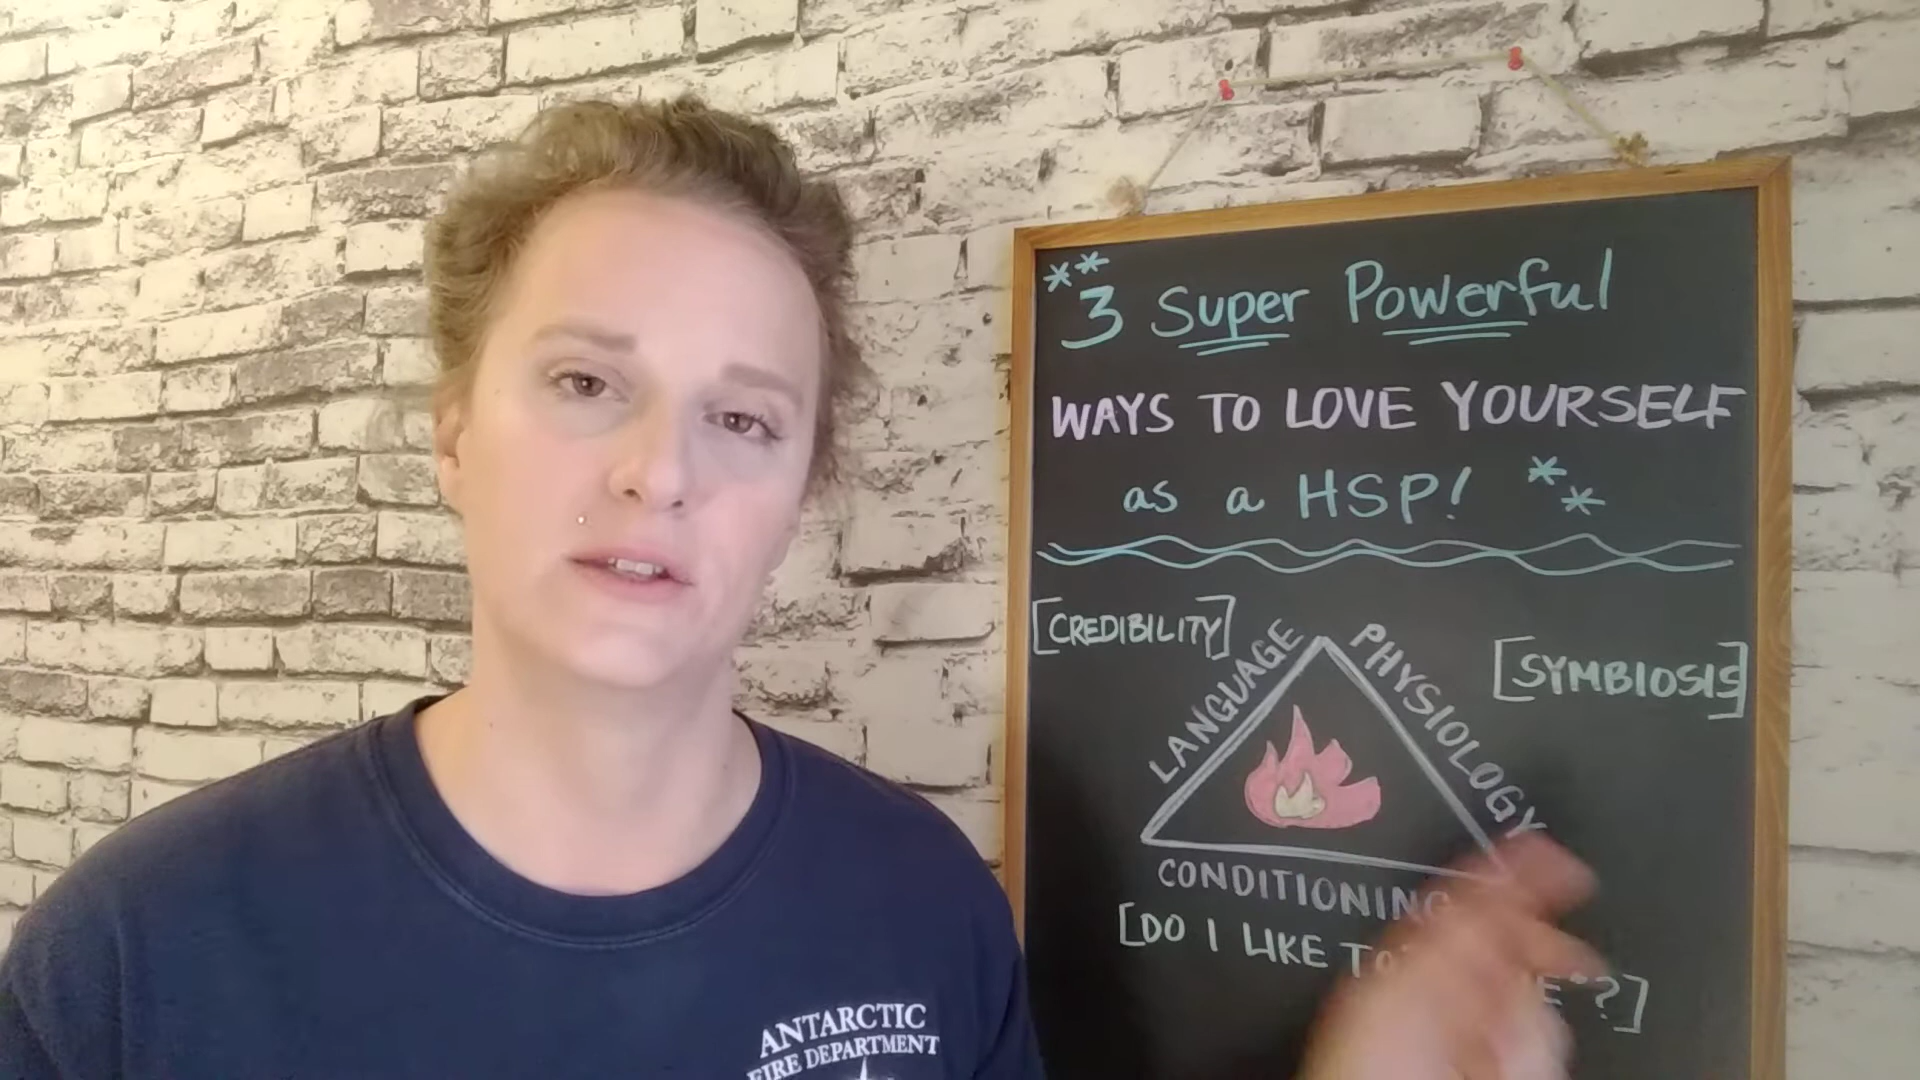 ** 3 Super Powerful
WAYS TO LOVE YOURSELF
as a HSP! **
[CREDIBILITY]
LANGUAGE
PHYSIOLOGY
[SYMBIOSIS]
CONDITIONING
[DO I LIKE
?]
ANTARCTIC
FIRE DEPARTMENT